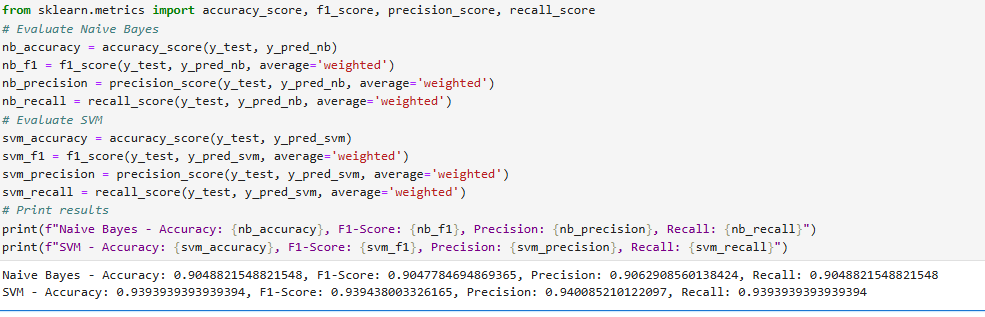 from sklearn.metrics import accuracy_score, f1_score, precision_score, recall_score
# Evaluate Naive Bayes
nb_accuracy = accuracy_score(y_test, y_pred_nb)
nb_f1 = f1_score(y_test, y_pred_nb, average='weighted')
nb_precision = precision_score(y_test, y_pred_nb, average='weighted')
nb_recall = recall_score(y_test, y_pred_nb, average='weighted')
# Evaluate SVM
svm_accuracy = accuracy_score(y_test, y_pred_svm)
svm_f1 = f1_score(y_test, y_pred_svm, average='weighted')
svm_precision = precision_score(y_test, y_pred_svm, average='weighted')
svm_recall = recall_score(y_test, y_pred_svm, average='weighted')
# Print results
print(f"Naive Bayes - Accuracy: {nb_accuracy}, F1-Score: {nb_f1}, Precision: {nb_precision}, Recall: {nb_recall}")
print(f"SVM - Accuracy: {svm_accuracy}, F1-Score: {svm_f1}, Precision: {svm_precision}, Recall: {svm_recall}")
Naive Bayes - Accuracy: 0.9048821548821548, F1-Score: 0.9047784694869365, Precision: 0.9062908560138424, Recall: 0.9048821548821548
SVM - Accuracy: 0.9393939393939394, F1-Score: 0.939438003326165, Precision: 0.940085210122097, Recall: 0.9393939393939394